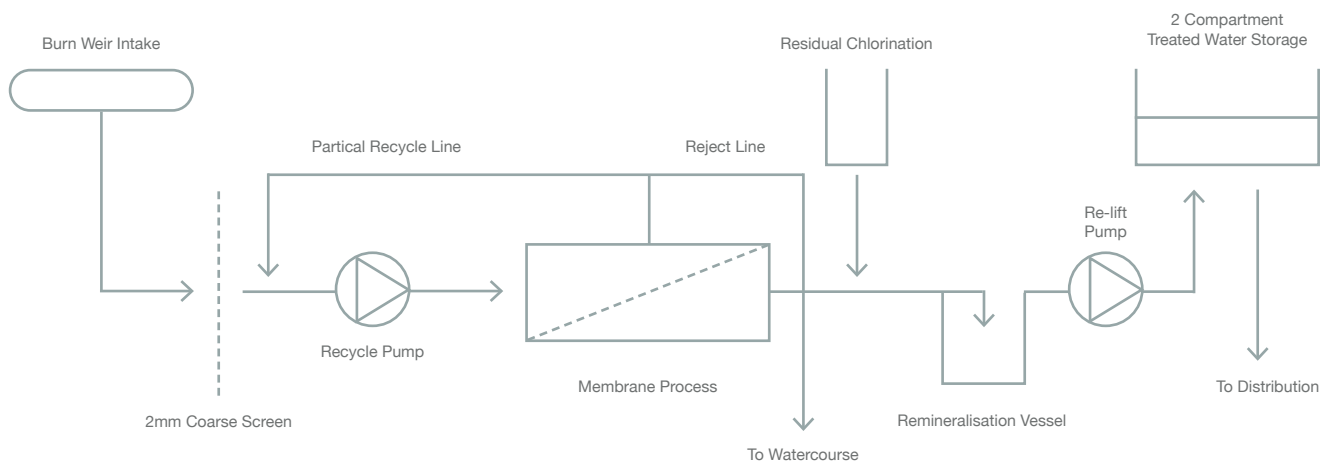 2 Compartment
Treated Water Storage
Burn Weir Intake
Residual Chlorination
Partical Recycle Line
Reject Line
Re-lift
Pump
Recycle Pump
Membrane Process
To Distribution
2mm Coarse Screen
Remineralisation Vessel
To Watercourse